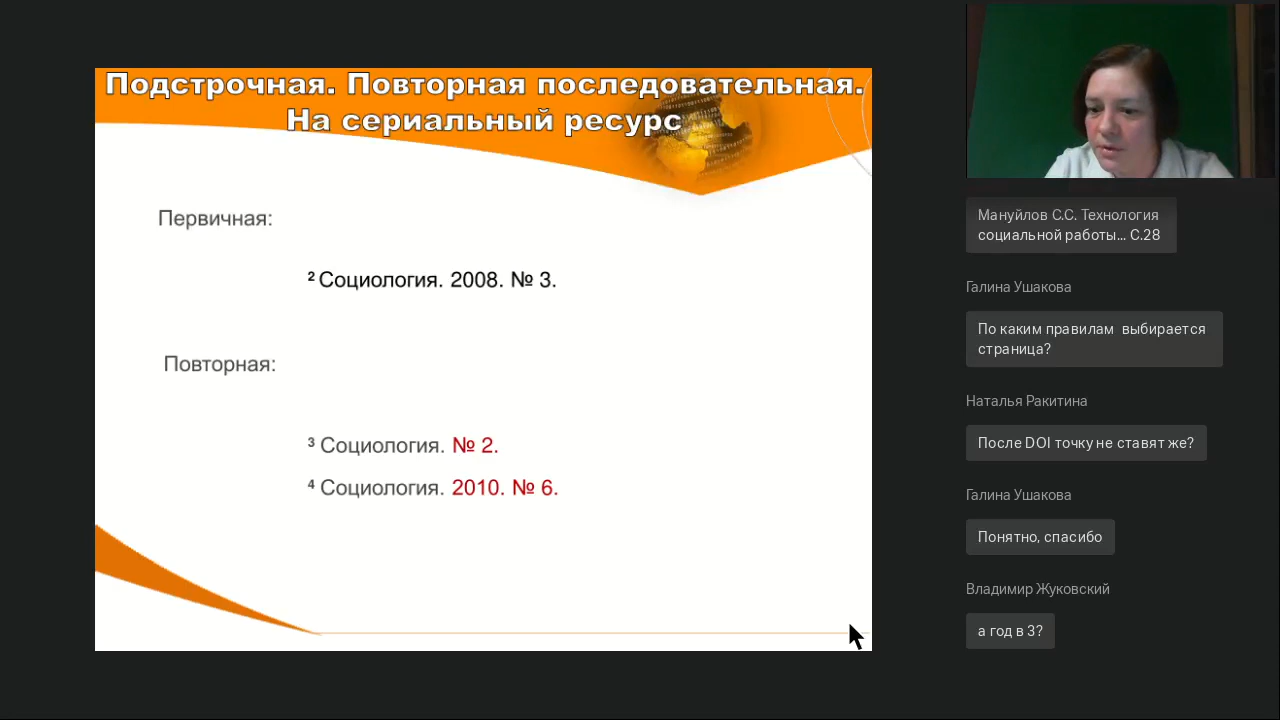 Подстрочная. Повторная последовательная.
На сериальный ресурс
Первичная:
² Социология. 2008. № 3.
Повторная:
³ Социология. № 2.
⁴ Социология. 2010. № 6.
Мануйлов С.С. Технология
социальной работы... С.28
Галина Ушакова
По каким правилам выбирается
страница?
Наталья Ракитина
После DOI точку не ставят же?
Галина Ушакова
Понятно, спасибо
Владимир Жуковский
а год в 3?